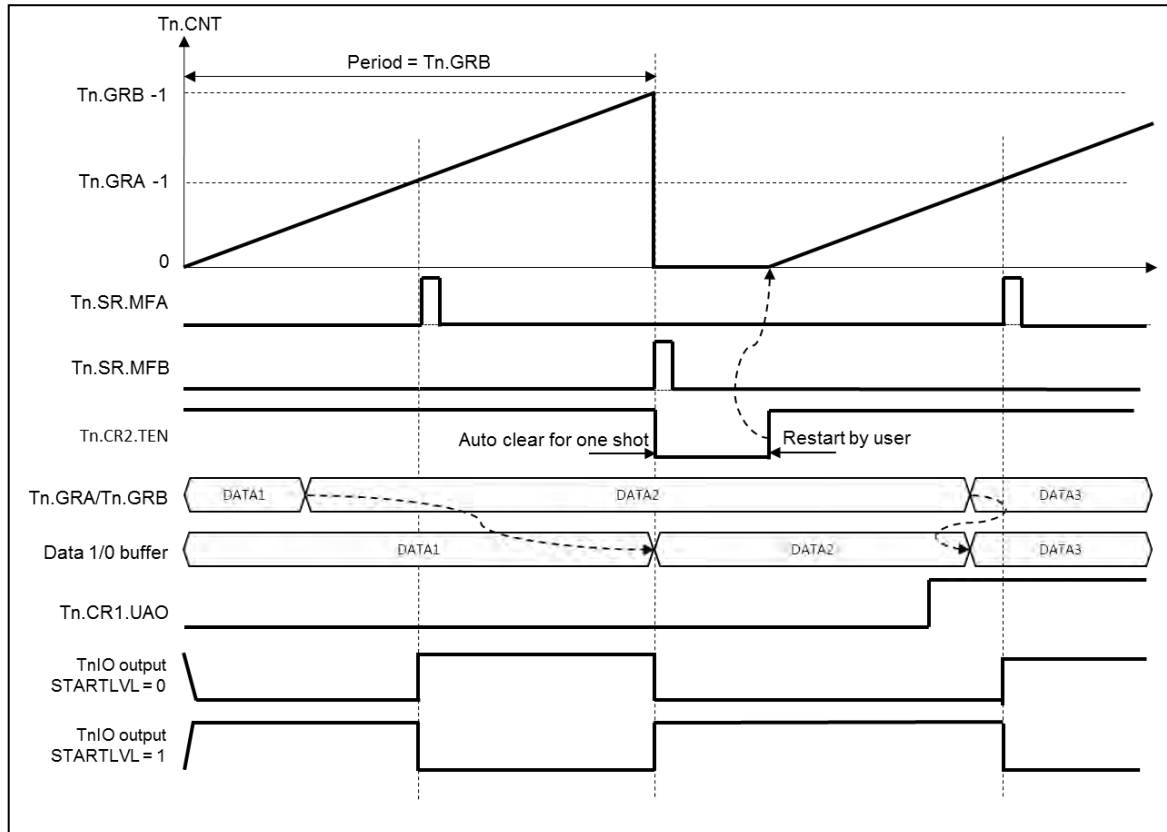 Tn.CNT
Period = Tn.GRB
Tn.GRB -1
Tn.GRA -1
0
Tn.SR.MFA
Tn.SR.MFB
Tn.CR2.TEN
Auto clear for one shot
Restart by user
Tn.GRA/Tn.GRB
DATA1
DATA2
DATA3
Data 1/0 buffer
DATA1
DATA2
DATA3
Tn.CR1.UAO
TnIO output
STARTLVL = 0
TnIO output
STARTLVL = 1